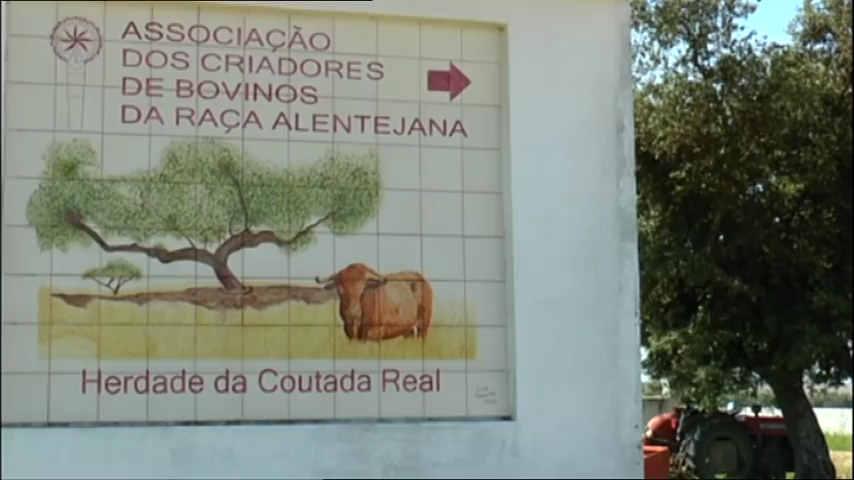 ASSOCIAÇÃO
DOS CRIADORES
DE BOVINOS
DA RAÇA ALENTEJANA
Herdade da Coutada Real